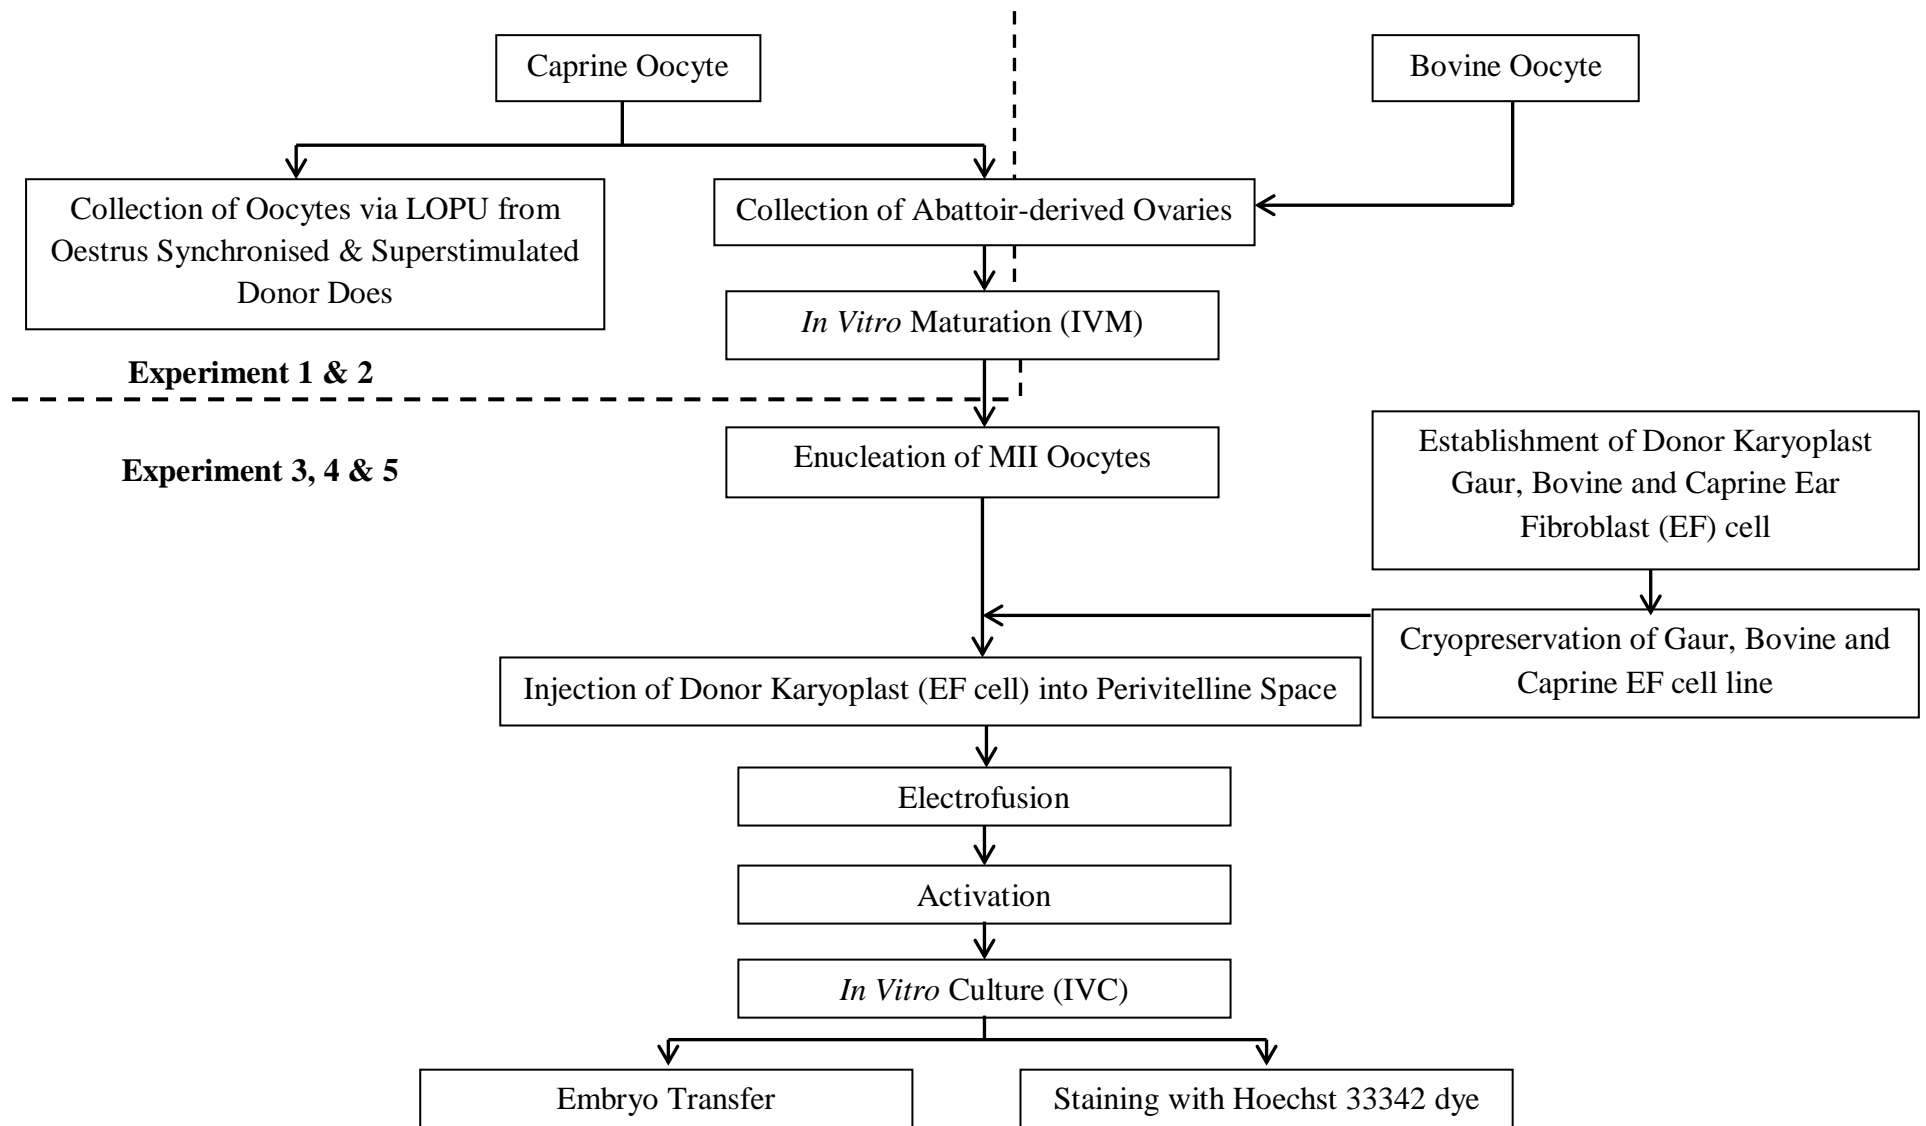 Caprine Oocyte
Bovine Oocyte
Collection of Oocytes via LOPU from
Oestrus Synchronised & Superstimulated
Donor Does
Collection of Abattoir-derived Ovaries
In Vitro Maturation (IVM)
Experiment 1 & 2
Experiment 3, 4 & 5
Enucleation of MII Oocytes
Establishment of Donor Karyoplast
Gaur, Bovine and Caprine Ear
Fibroblast (EF) cell
Cryopreservation of Gaur, Bovine and
Caprine EF cell line
Injection of Donor Karyoplast (EF cell) into Perivitelline Space
Electrofusion
Activation
In Vitro Culture (IVC)
Embryo Transfer
Staining with Hoechst 33342 dye